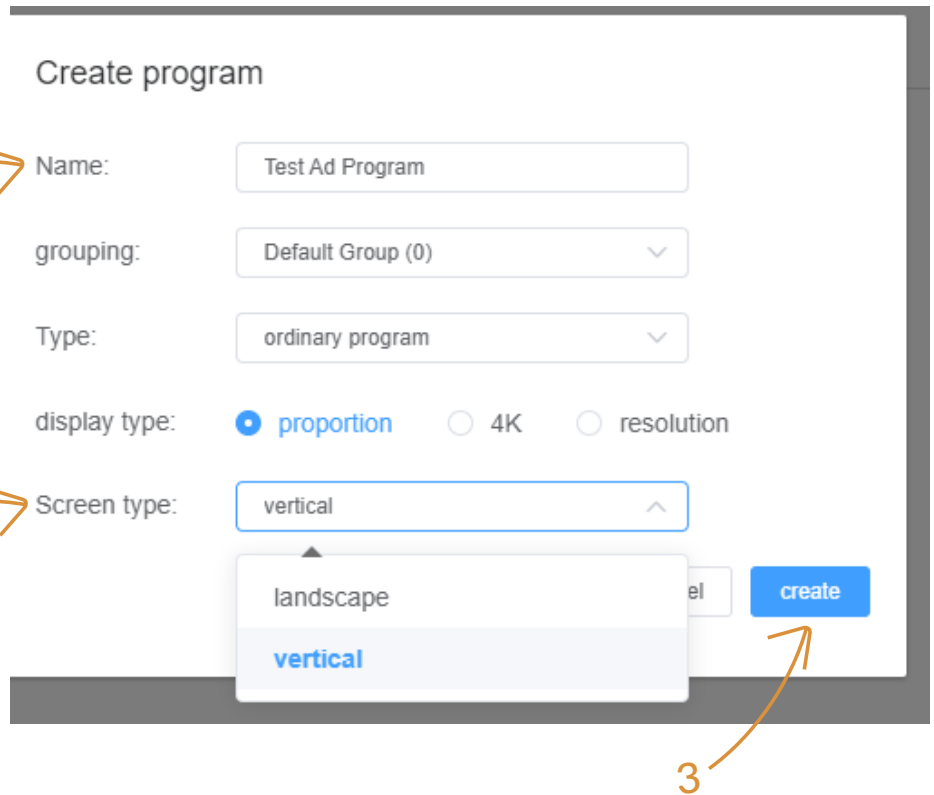 Create program
Name: Test Ad Program
grouping: Default Group (0)
Type: ordinary program
display type: proportion 4K resolution
Screen type: vertical
landscape
el create
vertical
3